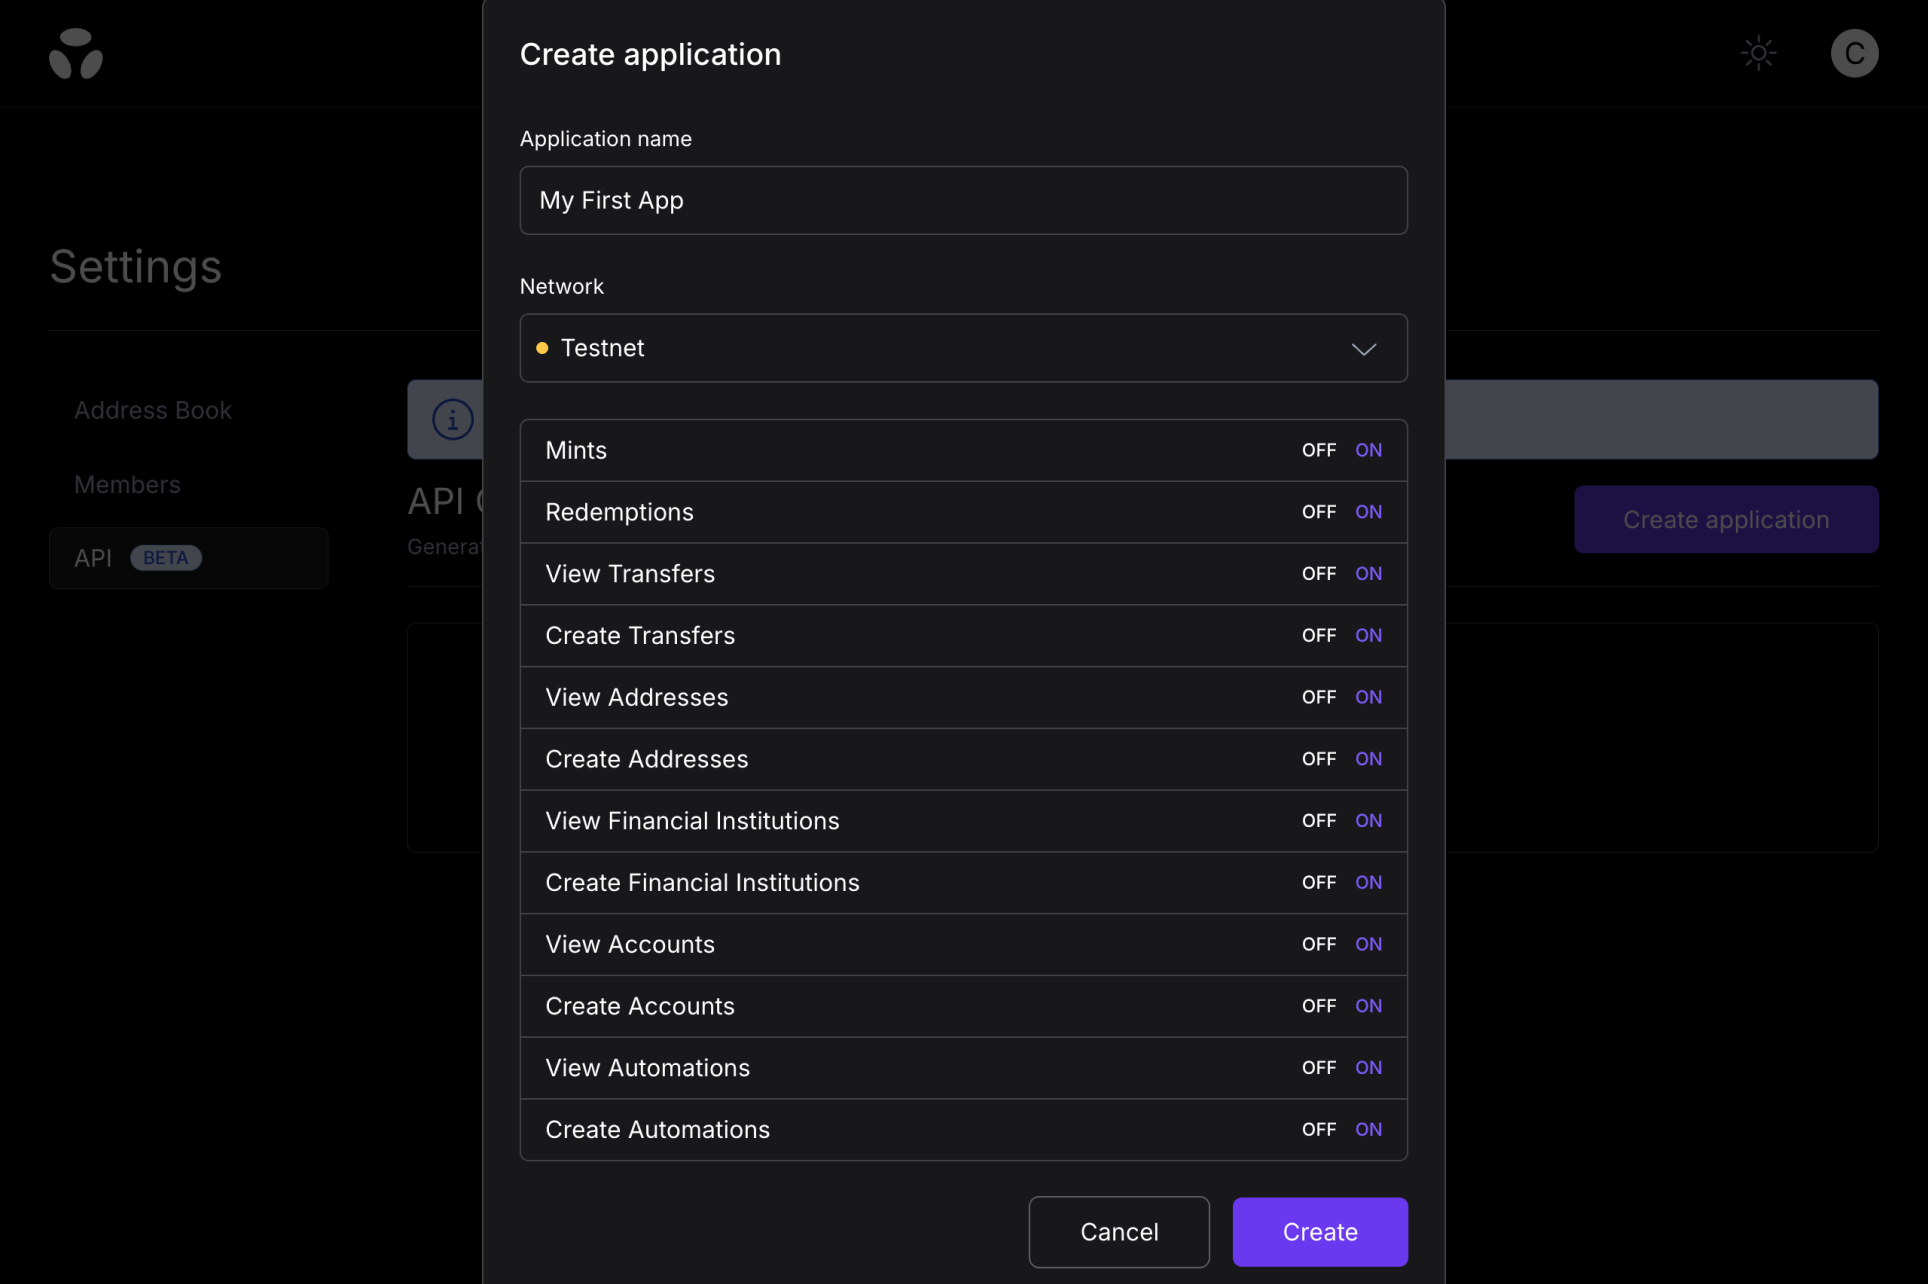 Create application
C
Application name
My First App
Settings
Network
Testnet
Address Book
Members
API BETA
API
Create application
Mints OFF ON
Redemptions OFF ON
View Transfers OFF ON
Create Transfers OFF ON
View Addresses OFF ON
Create Addresses OFF ON
View Financial Institutions OFF ON
Create Financial Institutions OFF ON
View Accounts OFF ON
Create Accounts OFF ON
View Automations OFF ON
Create Automations OFF ON
Cancel Create